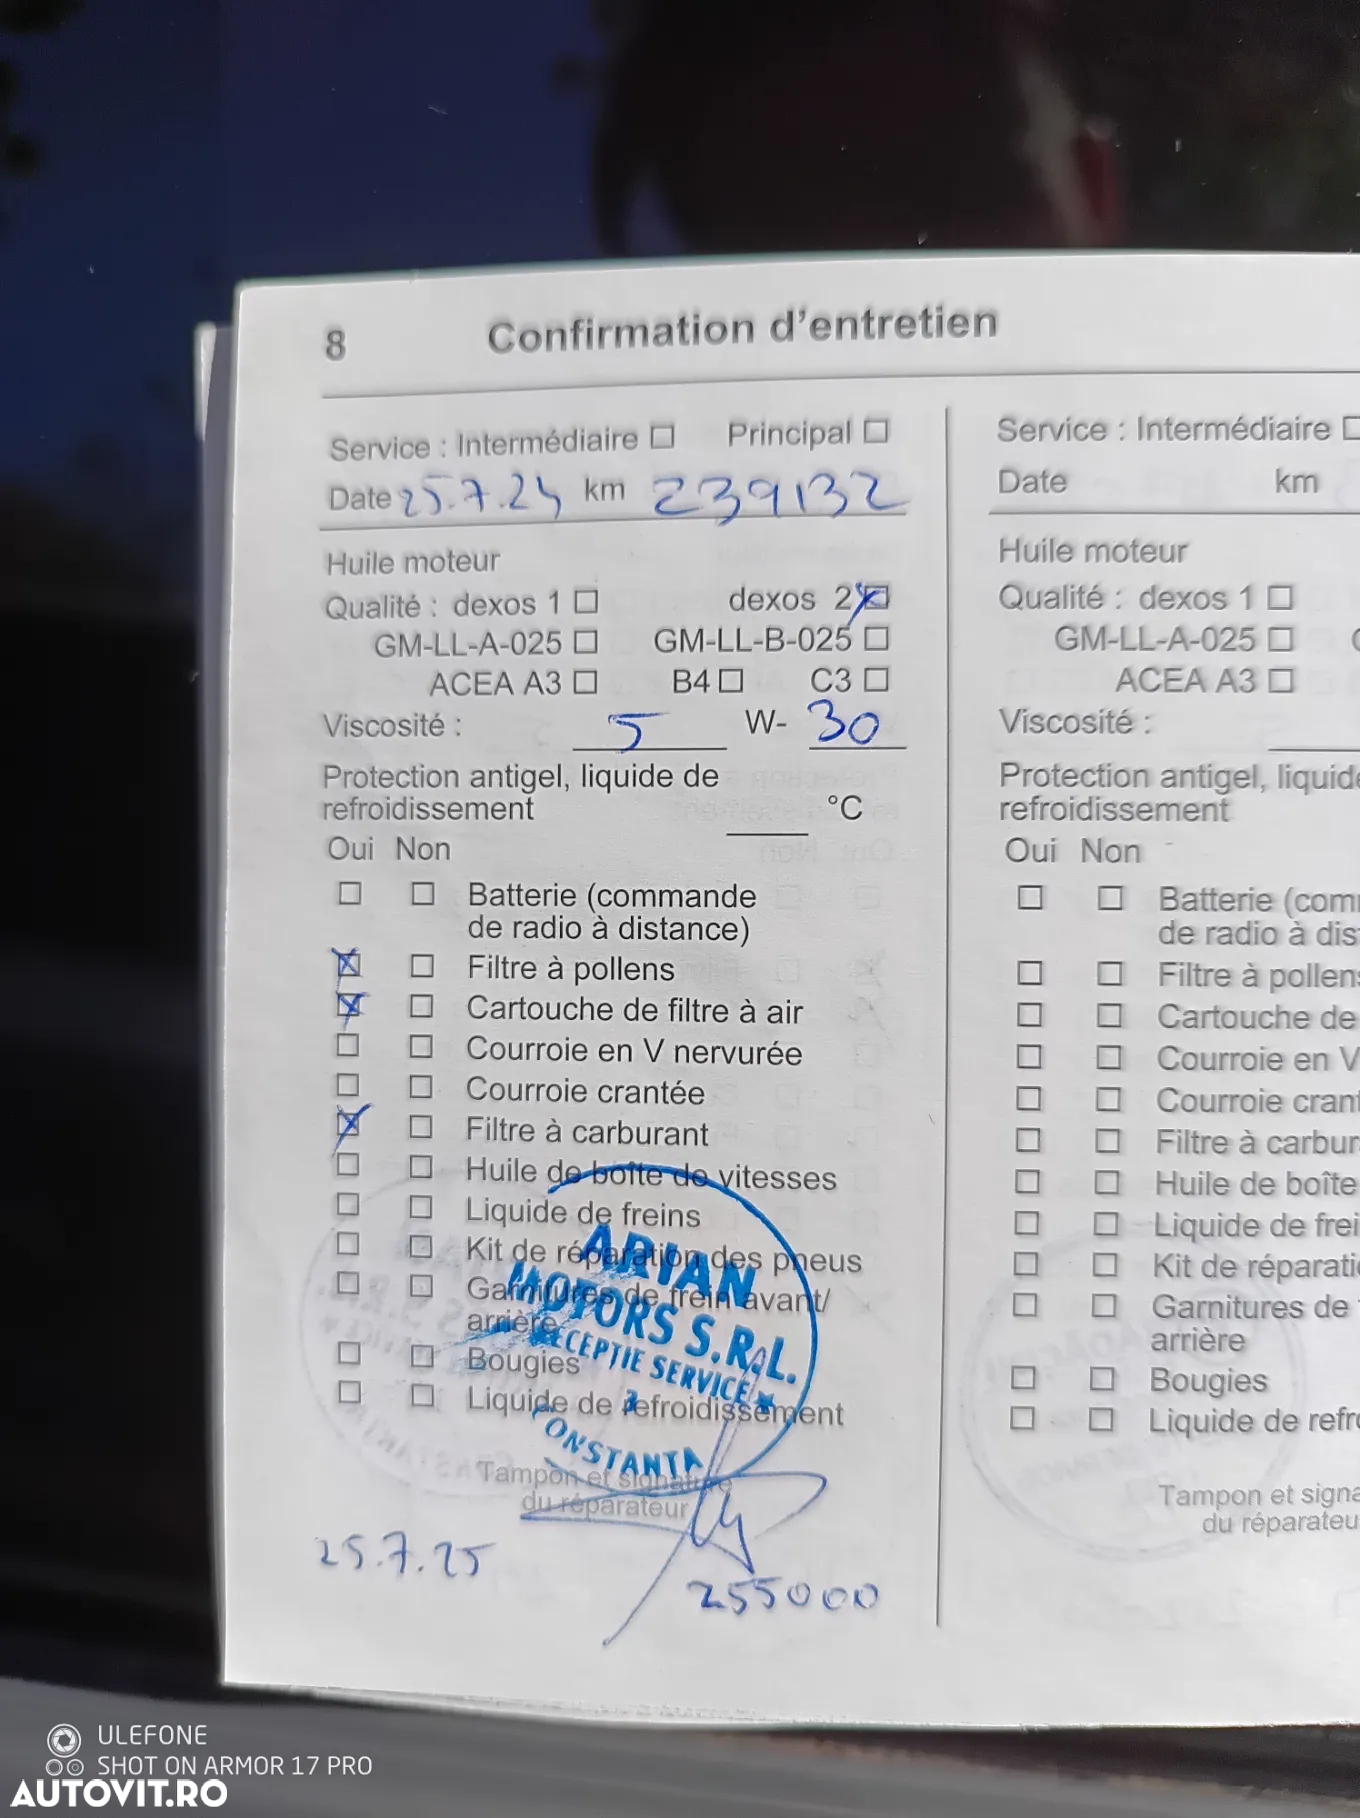 8 Confirmation d'entretien
Service : Intermédiaire ☐ Principal ☐
Date 25.7.24 km 239132
Huile moteur
Qualité : dexos 1 ☐ dexos 2 ☒
GM-LL-A-025 ☐ GM-LL-B-025 ☐
ACEA A3 ☐ B4 ☐ C3 ☐
Viscosité : 5 W- 30
Protection antigel, liquide de
refroidissement °C
Oui Non
☐ ☐ Batterie (commande
de radio à distance)
☒ ☐ Filtre à pollens
☒ ☐ Cartouche de filtre à air
☐ ☐ Courroie en V nervurée
☐ ☐ Courroie crantée
☒ ☐ Filtre à carburant
☐ ☐ Huile de boîte de vitesses
☐ ☐ Liquide de freins
☐ ☐ Kit de réparation des pneus
☐ ☐ Garnitures de frein avant/
arrière
☐ ☐ Bougies
☐ ☐ Liquide de refroidissement
Tampon et signature
du réparateur
ARIAN
MOTORS S.R.L.
RECEPTIE SERVICE
CONSTANTA
25.7.25
255000
Service : Intermédiaire ☐
Date km
Huile moteur
Qualité : dexos 1 ☐
GM-LL-A-025 ☐
ACEA A3 ☐
Viscosité :
Protection antigel, liquide
refroidissement
Oui Non
☐ ☐ Batterie (com
de radio à dis
☐ ☐ Filtre à pollens
☐ ☐ Cartouche de
☐ ☐ Courroie en V
☐ ☐ Courroie crant
☐ ☐ Filtre à carbur
☐ ☐ Huile de boîte
☐ ☐ Liquide de frei
☐ ☐ Kit de réparati
☐ ☐ Garnitures de
arrière
☐ ☐ Bougies
☐ ☐ Liquide de refr
Tampon et signa
du réparateu
ULEFONE
SHOT ON ARMOR 17 PRO
AUTOVIT.RO